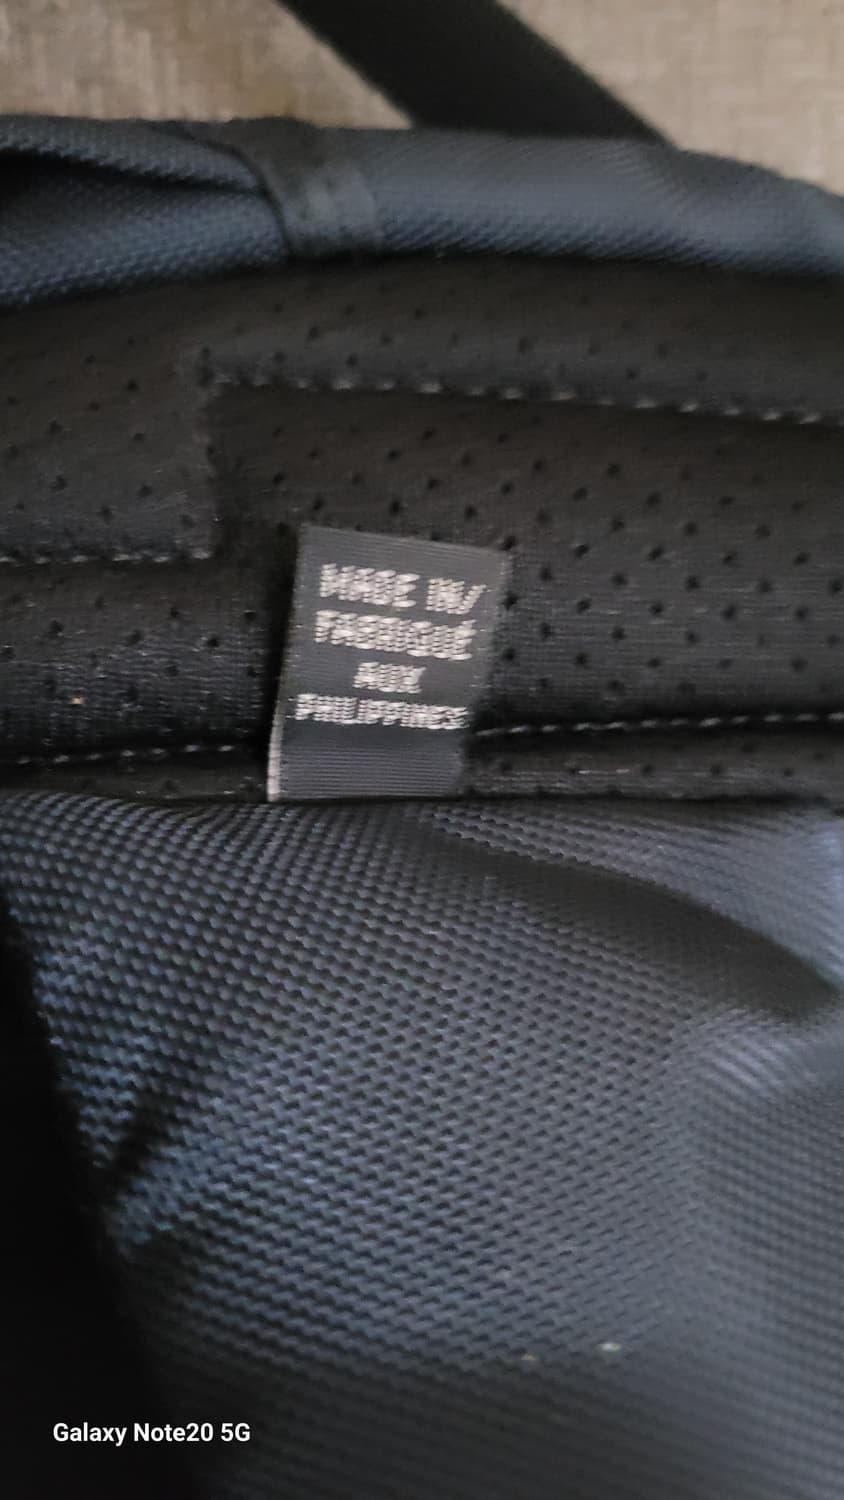 MADE IN/
FABRIQUÉ
AUX
PHILIPPINES
Galaxy Note20 5G